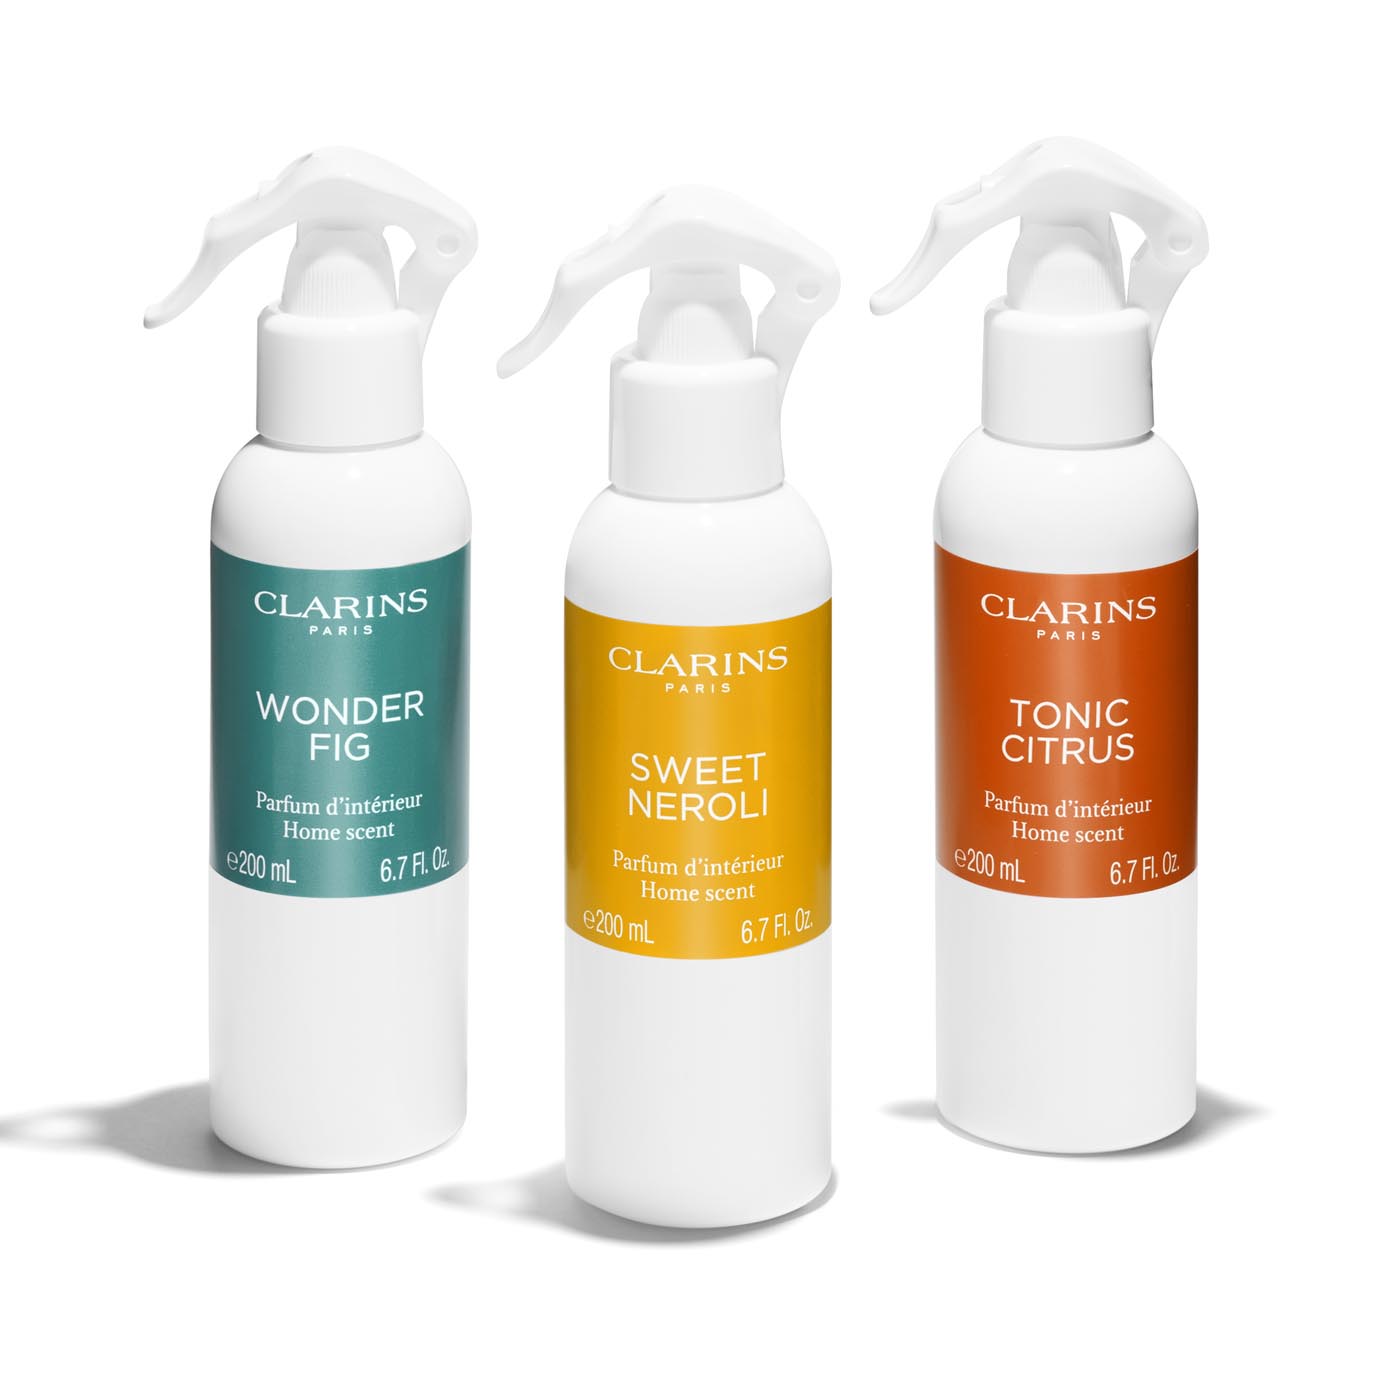 CLARINS
PARIS
WONDER
FIG
Parfum d'intérieur
Home scent
℮200 mL 6.7 Fl. Oz.
CLARINS
PARIS
SWEET
NEROLI
Parfum d'intérieur
Home scent
℮200 mL 6.7 Fl. Oz.
CLARINS
PARIS
TONIC
CITRUS
Parfum d'intérieur
Home scent
℮200 mL 6.7 Fl. Oz.